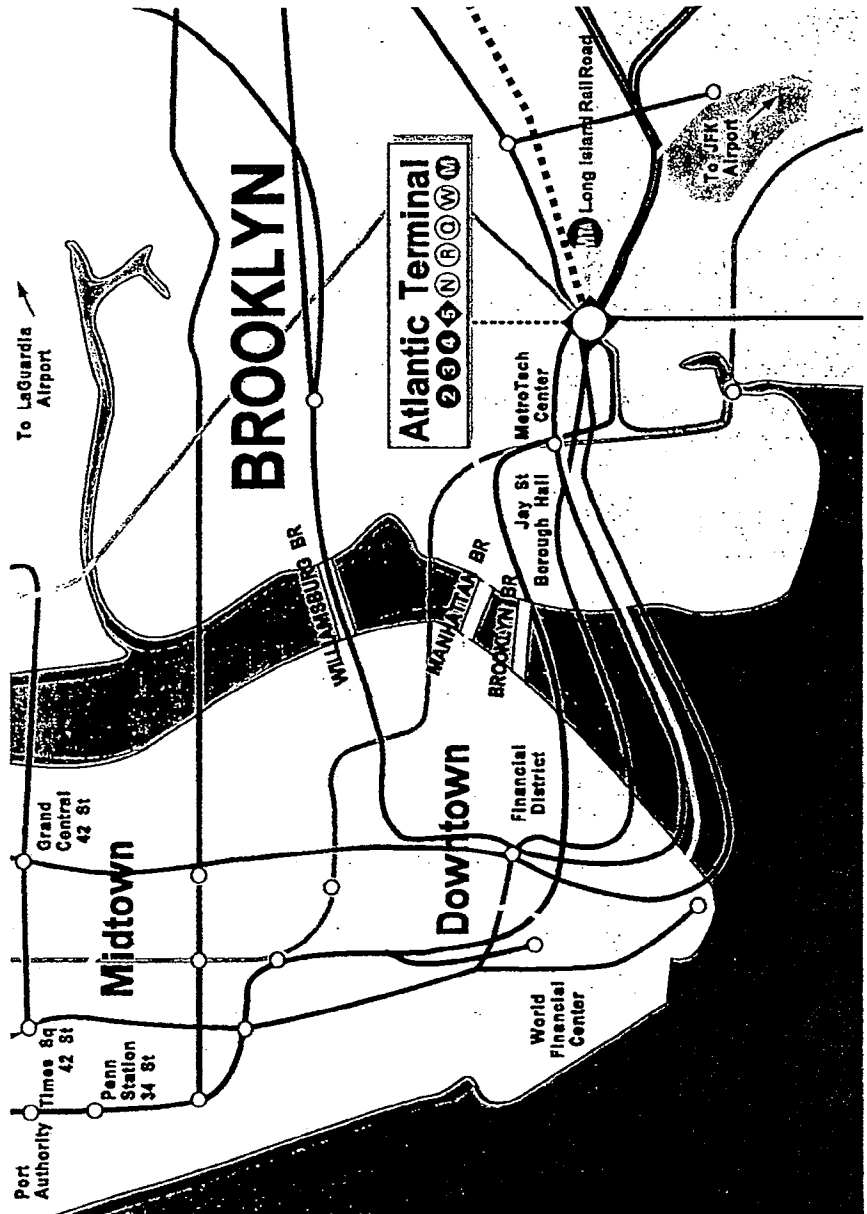 To LaGuardia
Airport
BROOKLYN
Atlantic Terminal
2 3 4 5 N R Q W M
MTA Long Island Rail Road
To JFK
Airport
MetroTech
Center
Jay St
Borough Hall
WILLIAMSBURG BR
MANHATTAN BR
BROOKLYN BR
Grand
Central
42 St
Midtown
Downtown
Financial
District
World
Financial
Center
Times Sq
42 St
Penn
Station
34 St
Port
Authority